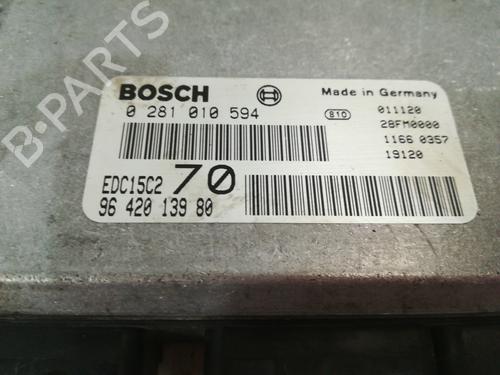 BOSCH
Made in Germany
0 281 010 594
810
011120
28FM0000
1166 0357
19120
EDC15C2 70
96 420 139 80
B-PARTS